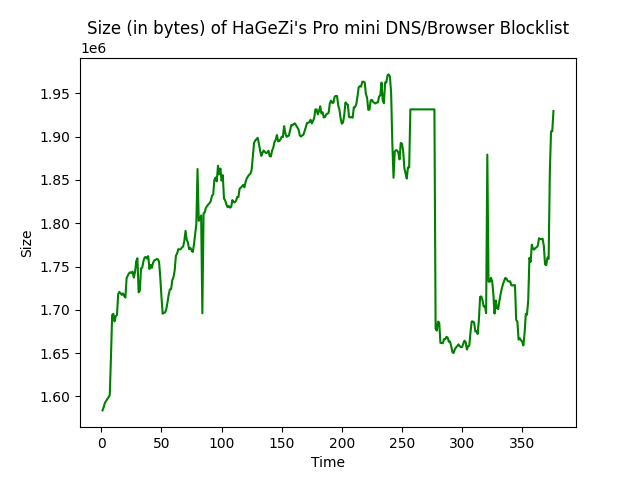 Size (in bytes) of HaGeZi's Pro mini DNS/Browser Blocklist
1e6
1.95
1.90
1.85
1.80
1.75
1.70
1.65
1.60
Size
0 50 100 150 200 250 300 350
Time